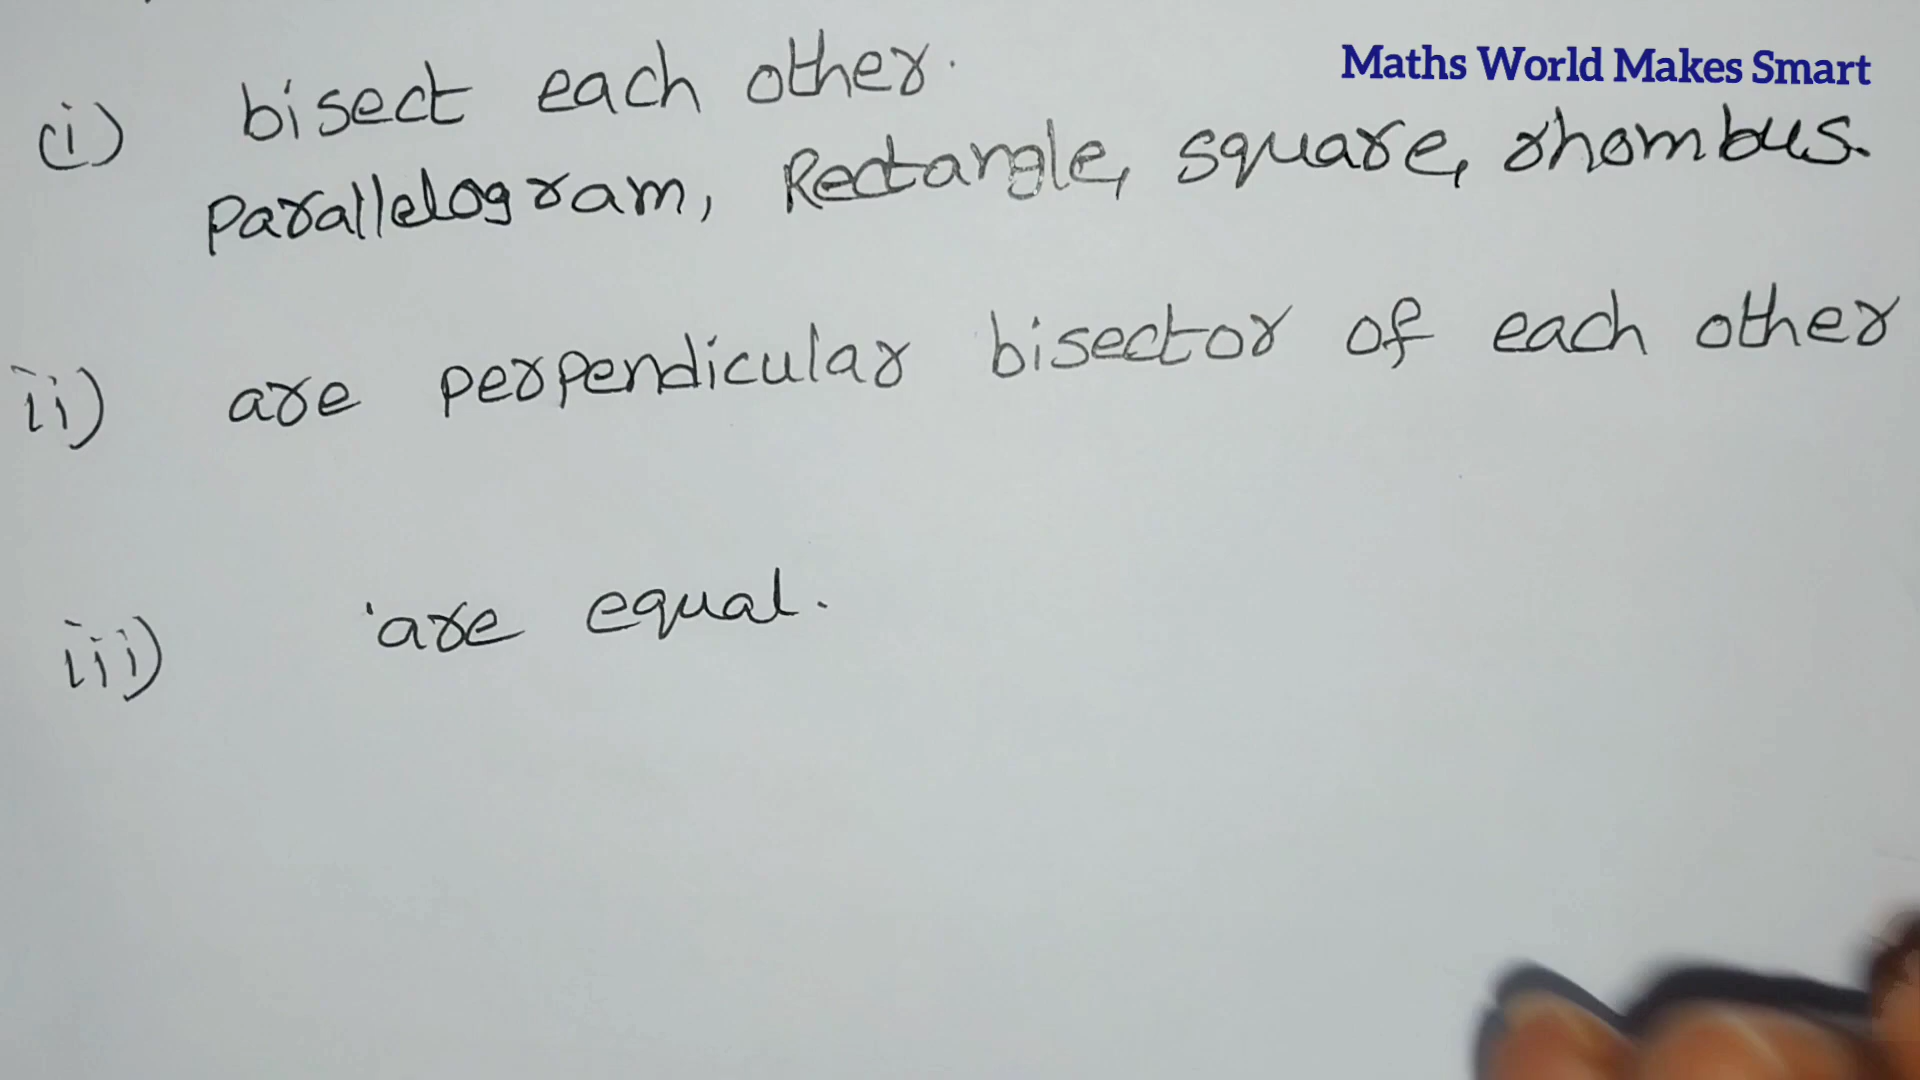 Maths World Makes Smart
(i) bisect each other.
Parallelogram, Rectangle, square, rhombus.
ii) are perpendicular bisector of each other
iii) are equal.